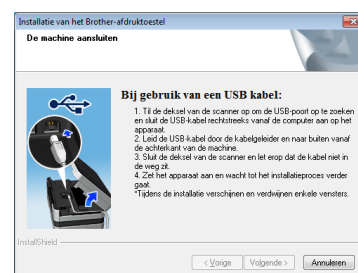 Installatie van het Brother-afdruktoestel
De machine aansluiten
Bij gebruik van een USB kabel:
1. Til de deksel van de scanner op om de USB-poort op te zoeken
en sluit de USB-kabel rechtstreeks vanaf de computer aan op het
apparaat.
2. Leid de USB-kabel door de kabelgeleider en naar buiten vanaf
de achterkant van de machine.
3. Sluit de deksel van de scanner en let erop dat de kabel niet in
de weg zit.
4. Zet het apparaat aan en wacht tot het installatieproces verder
gaat.
*Tijdens de installatie verschijnen en verdwijnen enkele vensters.
InstallShield
< Vorige
Volgende >
Annuleren